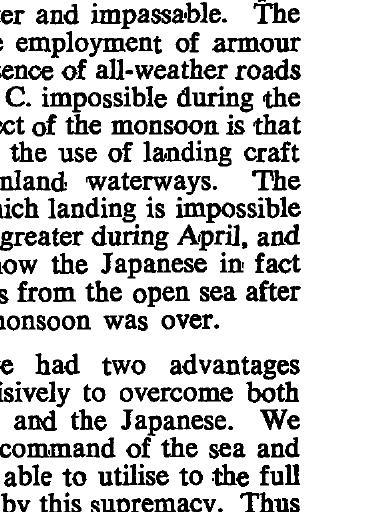 er and impassable. The
employment of armour
ence of all-weather roads
C. impossible during the
ct of the monsoon is that
the use of landing craft
nland waterways. The
ich landing is impossible
greater during April, and
ow the Japanese in fact
s from the open sea after
onsoon was over.
e had two advantages
isively to overcome both
and the Japanese. We
command of the sea and
able to utilise to the full
by this supremacy. Thus